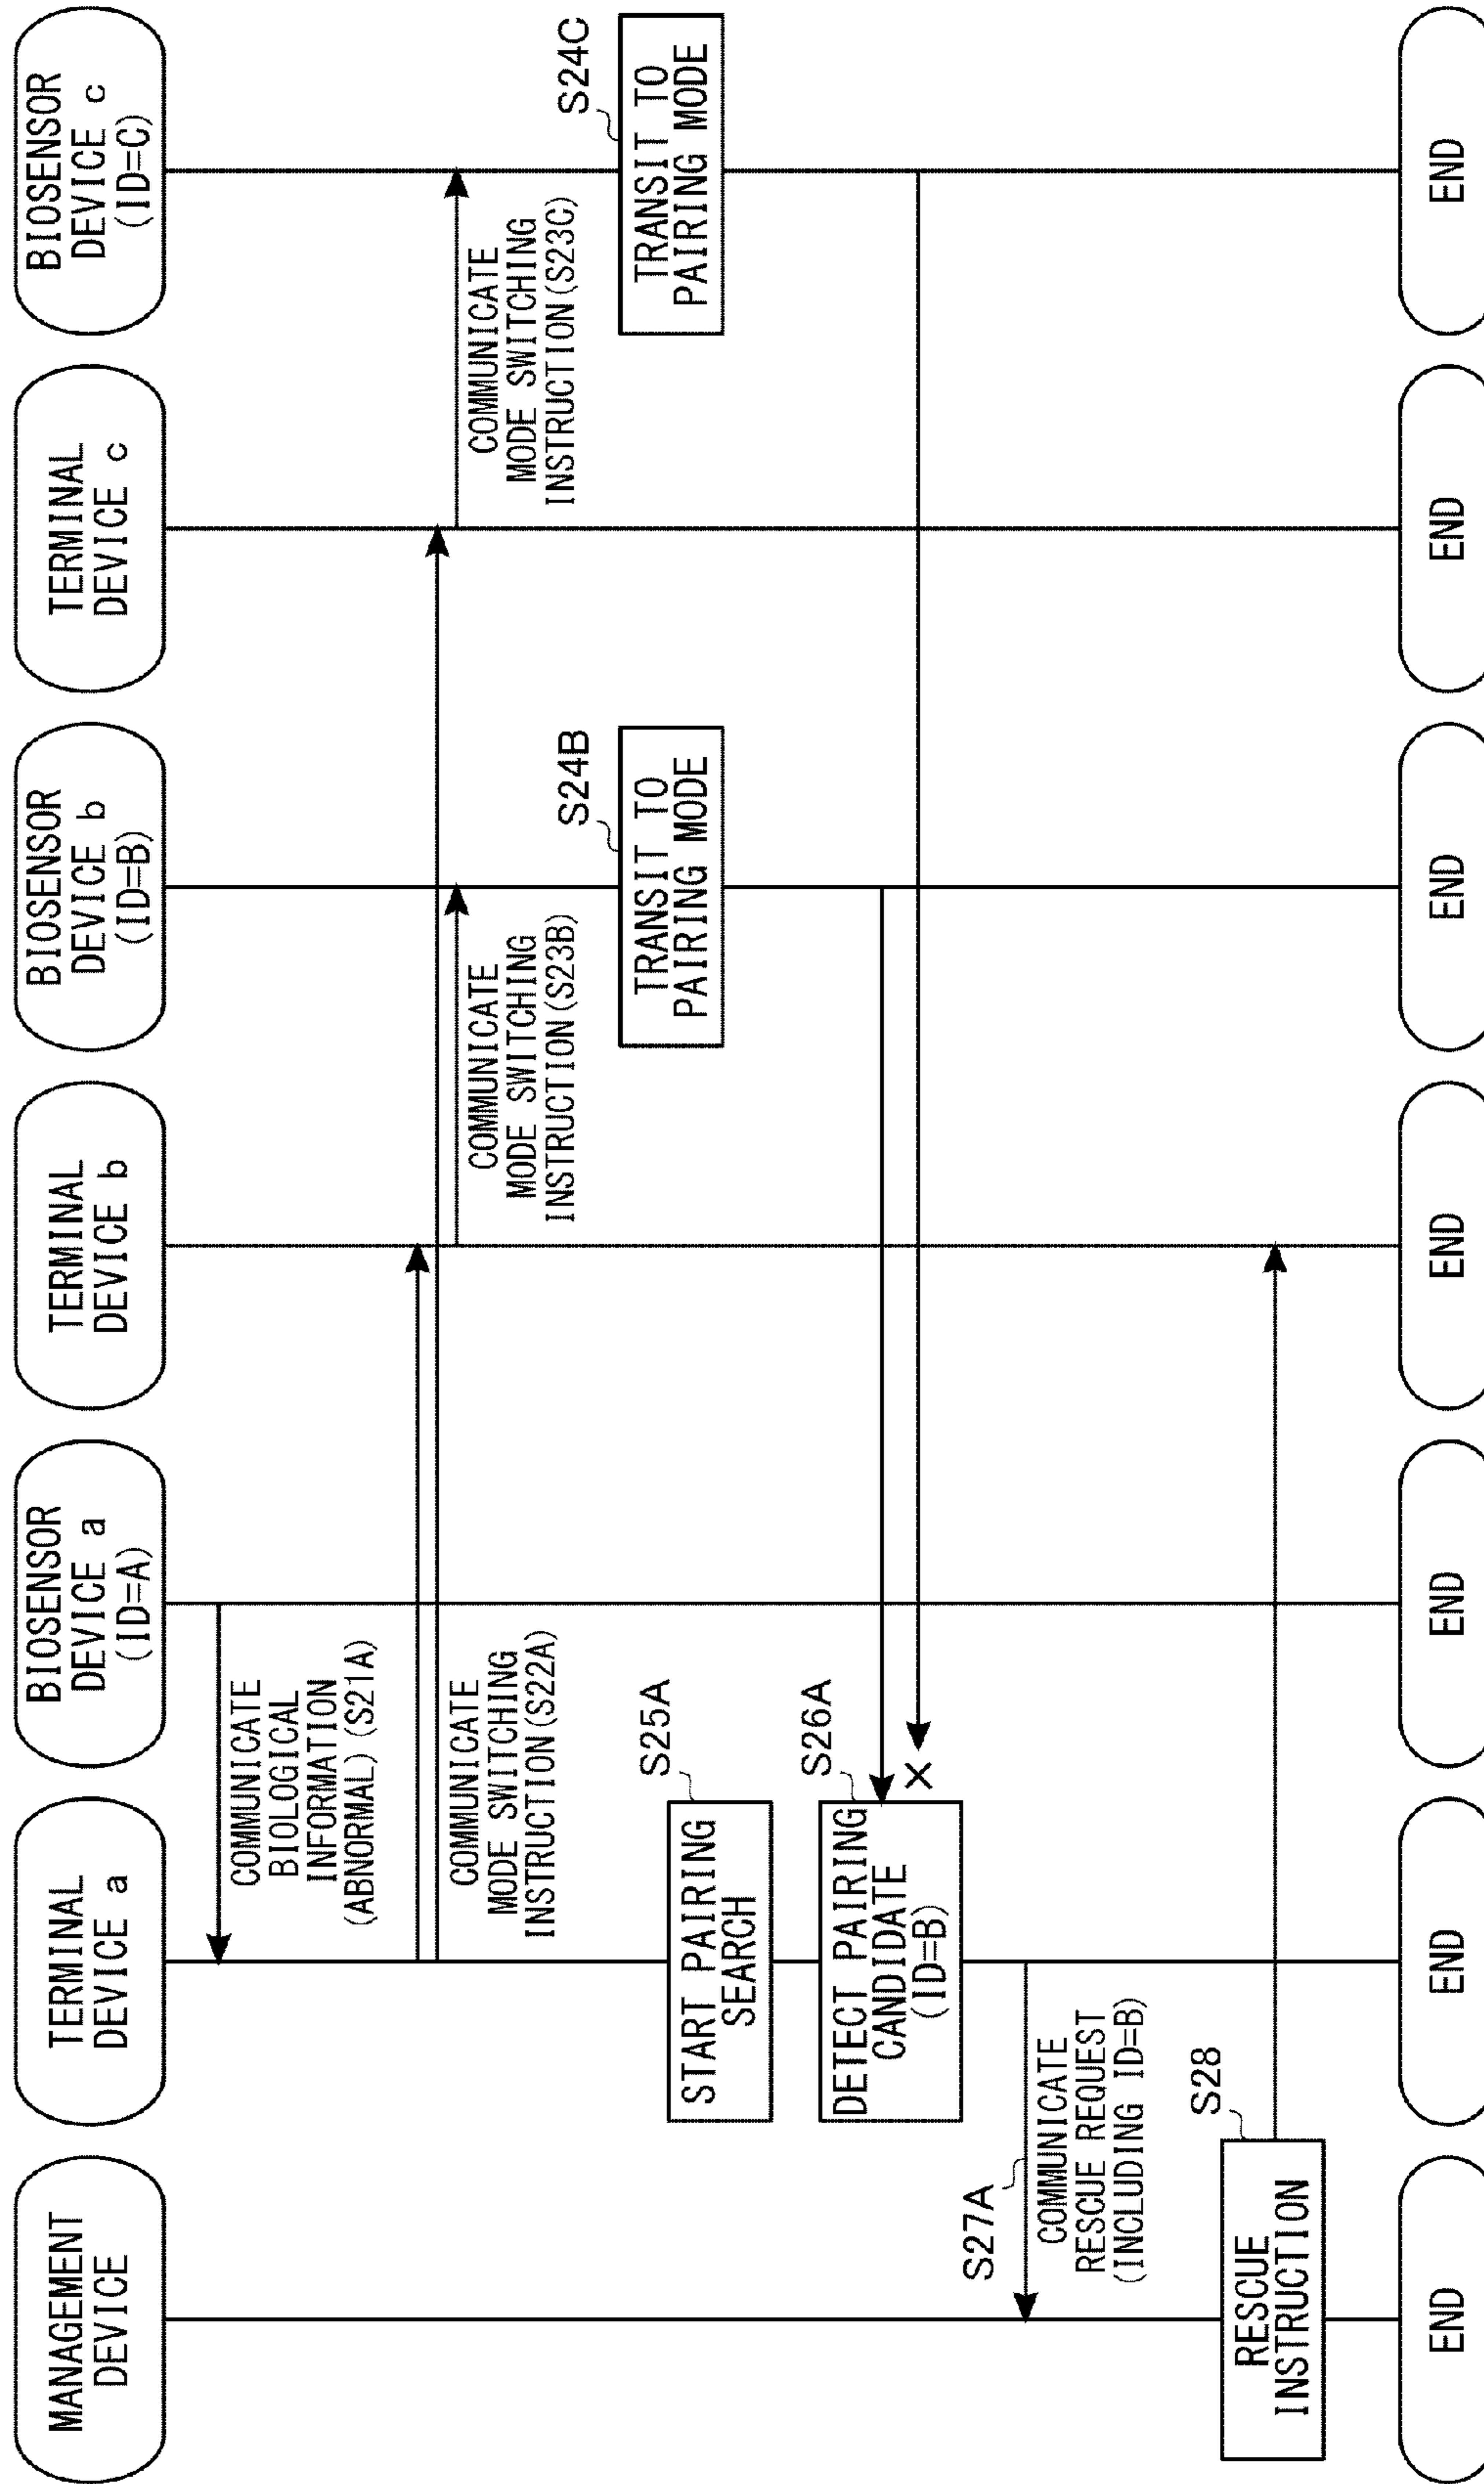 MANAGEMENT
DEVICE
TERMINAL
DEVICE a
BIOSENSOR
DEVICE a
(ID=A)
TERMINAL
DEVICE b
BIOSENSOR
DEVICE b
(ID=B)
TERMINAL
DEVICE c
BIOSENSOR
DEVICE c
(ID=C)
COMMUNICATE
BIOLOGICAL
INFORMATION
(ABNORMAL)(S21A)
COMMUNICATE
MODE SWITCHING
INSTRUCTION(S22A)
COMMUNICATE
MODE SWITCHING
INSTRUCTION(S23B)
COMMUNICATE
MODE SWITCHING
INSTRUCTION(S23C)
S24B
TRANSIT TO
PAIRING MODE
S24C
TRANSIT TO
PAIRING MODE
S25A
START PAIRING
SEARCH
S26A
DETECT PAIRING
CANDIDATE
(ID=B)
×
S27A
COMMUNICATE
RESCUE REQUEST
(INCLUDING ID=B)
S28
RESCUE
INSTRUCTION
END
END
END
END
END
END
END